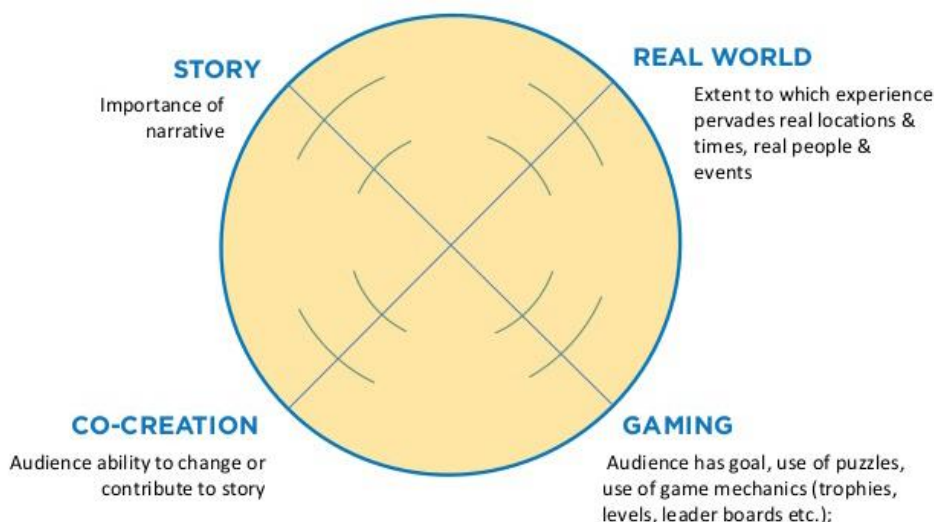 STORY
Importance of
narrative
REAL WORLD
Extent to which experience
pervades real locations &
times, real people &
events
CO-CREATION
Audience ability to change or
contribute to story
GAMING
Audience has goal, use of puzzles,
use of game mechanics (trophies,
levels, leader boards etc.);